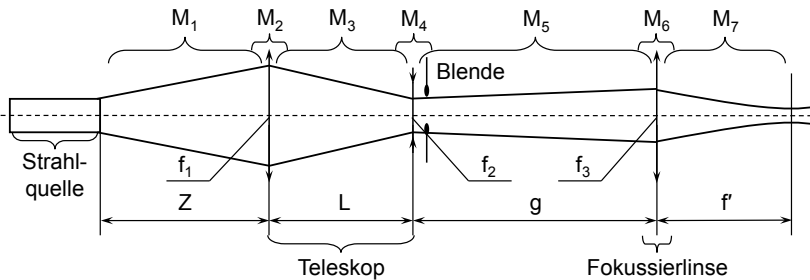 M1 M2 M3 M4 M5 M6 M7
Blende
Strahl-
quelle
f1 f2 f3
Z L g f'
Teleskop Fokussierlinse